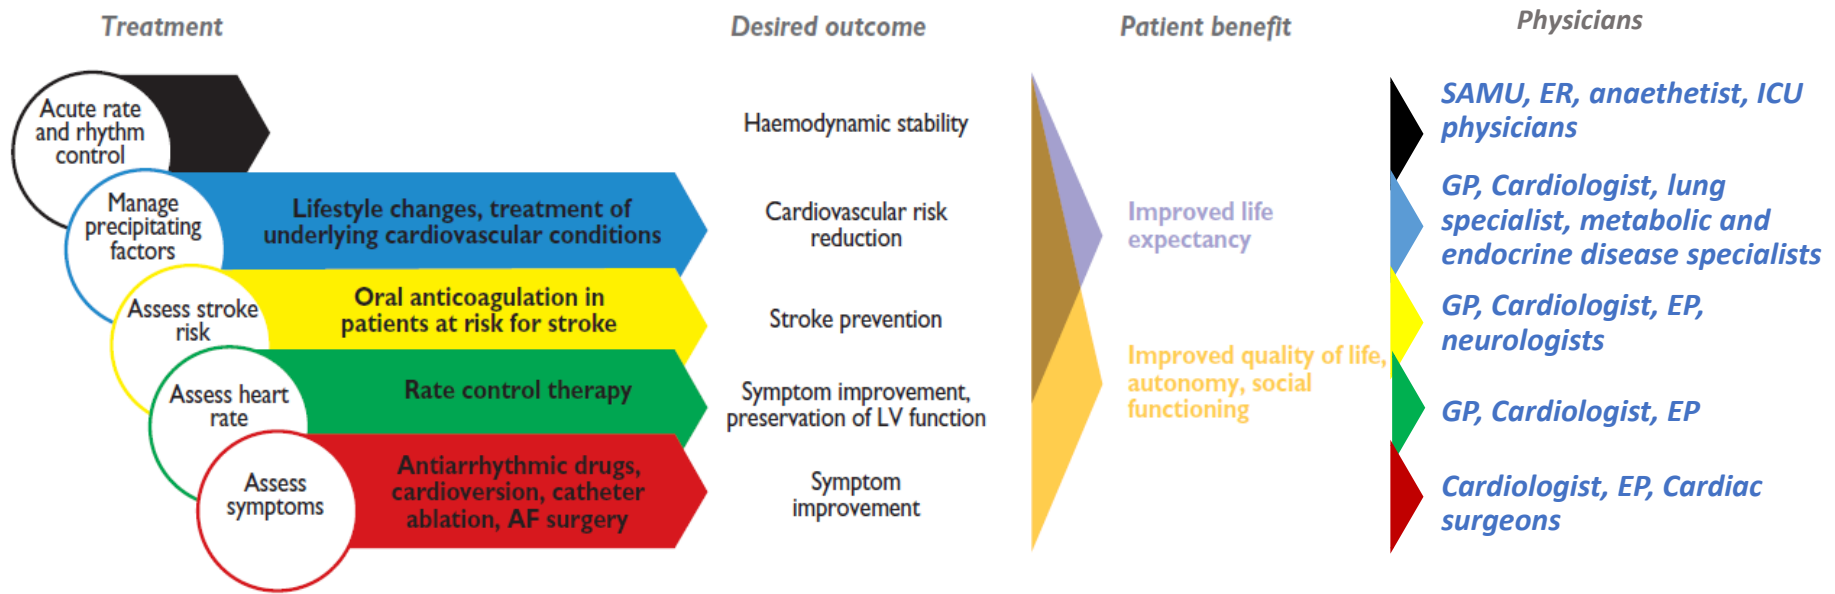 Treatment
Desired outcome
Patient benefit
Physicians
Acute rate
and rhythm
control
Haemodynamic stability
SAMU, ER, anaethetist, ICU
physicians
Manage
precipitating
factors
Lifestyle changes, treatment of
underlying cardiovascular conditions
Cardiovascular risk
reduction
Improved life
expectancy
GP, Cardiologist, lung
specialist, metabolic and
endocrine disease specialists
Assess stroke
risk
Oral anticoagulation in
patients at risk for stroke
Stroke prevention
GP, Cardiologist, EP,
neurologists
Assess heart
rate
Rate control therapy
Symptom improvement,
preservation of LV function
Improved quality of life,
autonomy, social
functioning
GP, Cardiologist, EP
Assess
symptoms
Antiarrhythmic drugs,
cardioversion, catheter
ablation, AF surgery
Symptom
improvement
Cardiologist, EP, Cardiac
surgeons